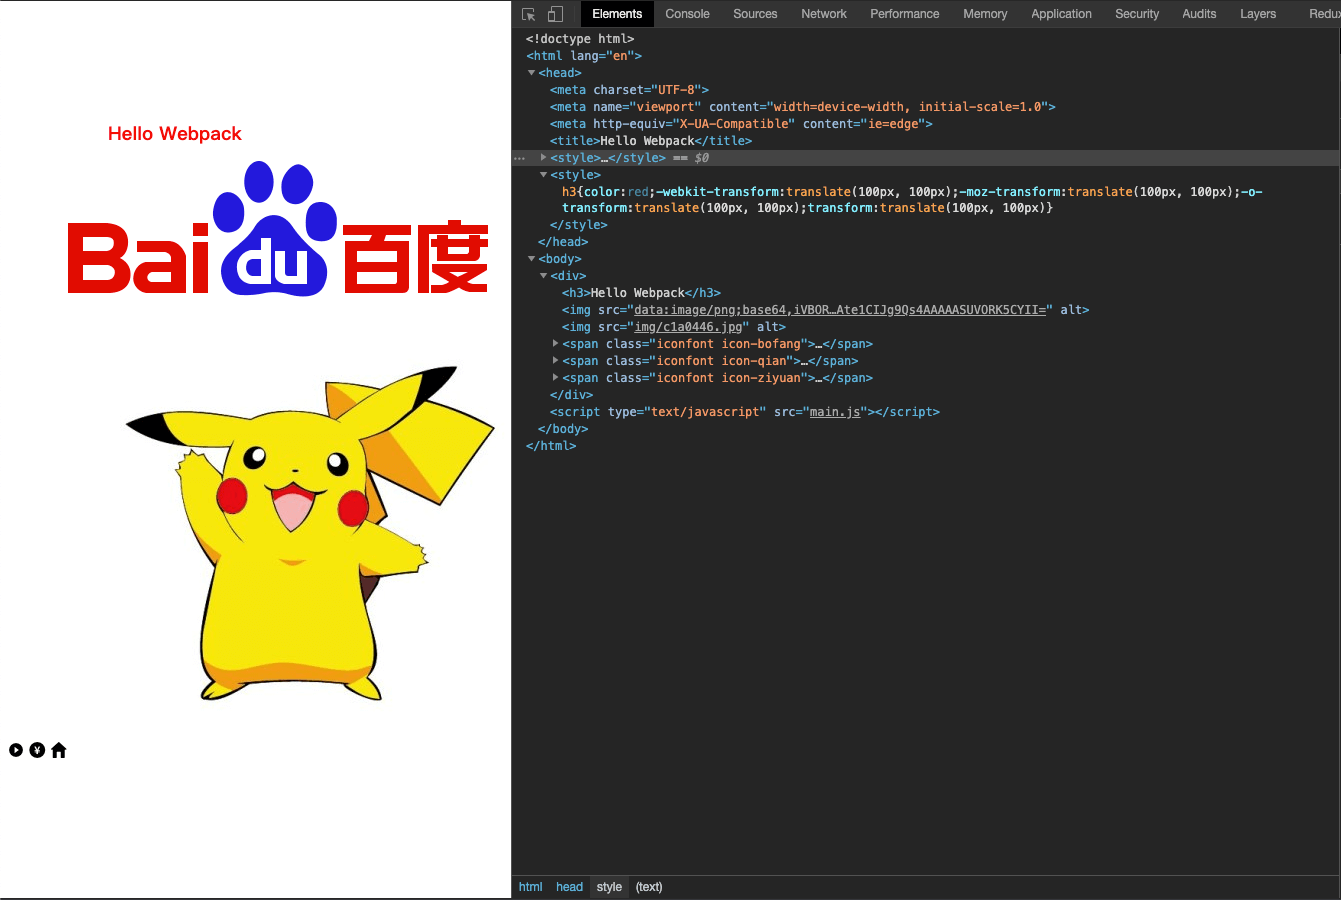 Hello Webpack
Bai du 百度
¥
Elements Console Sources Network Performance Memory Application Security Audits Layers
<!doctype html>
<html lang="en">
<head>
<meta charset="UTF-8">
<meta name="viewport" content="width=device-width, initial-scale=1.0">
<meta http-equiv="X-UA-Compatible" content="ie=edge">
<title>Hello Webpack</title>
<style>…</style> == $0
<style>
h3{color:red;-webkit-transform:translate(100px, 100px);-moz-transform:translate(100px, 100px);-o-
transform:translate(100px, 100px);transform:translate(100px, 100px)}
</style>
</head>
<body>
<div>
<h3>Hello Webpack</h3>
<img src="data:image/png;base64,iVBOR…Ate1CIJg9Qs4AAAAASUVORK5CYII=" alt>
<img src="img/c1a0446.jpg" alt>
<span class="iconfont icon-bofang">…</span>
<span class="iconfont icon-qian">…</span>
<span class="iconfont icon-ziyuan">…</span>
</div>
<script type="text/javascript" src="main.js"></script>
</body>
</html>
html head style (text)